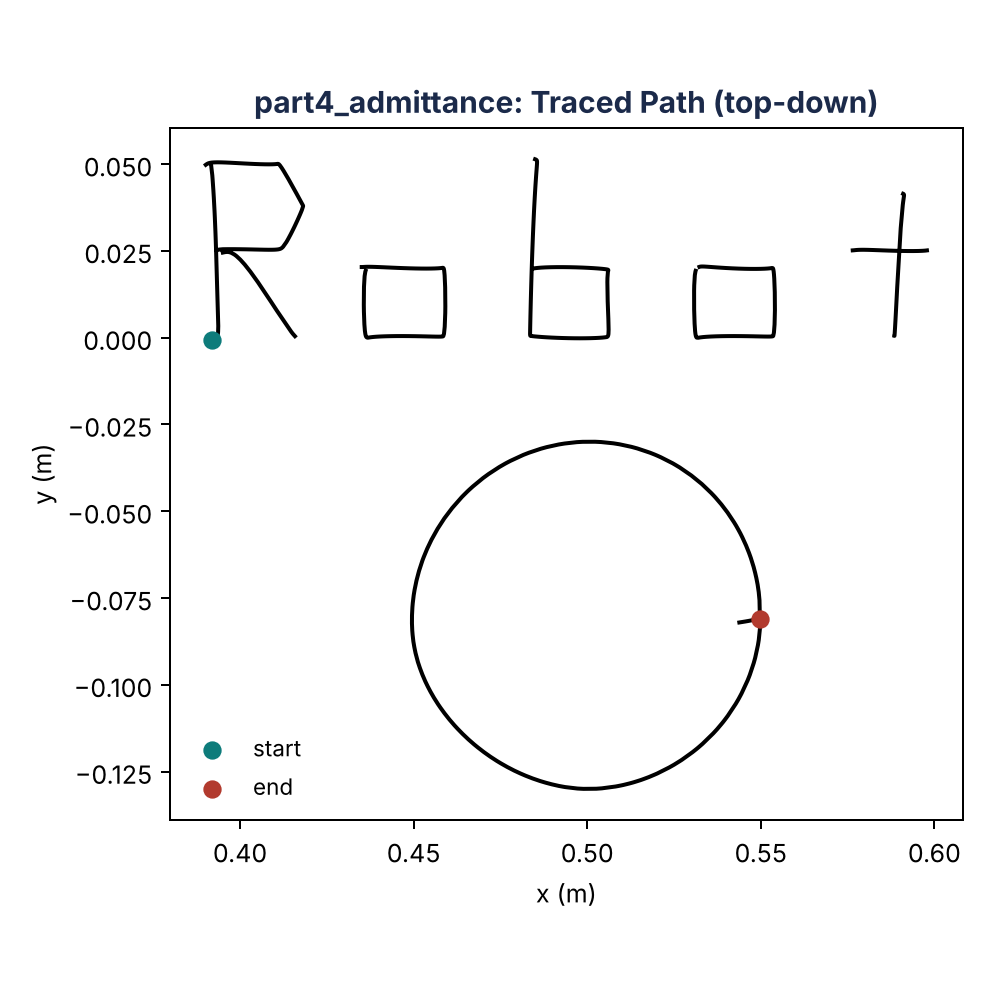 part4_admittance: Traced Path (top-down)
Robot
0.050
0.025
0.000
−0.025
−0.050
−0.075
−0.100
−0.125
y (m)
start
end
0.40 0.45 0.50 0.55 0.60
x (m)